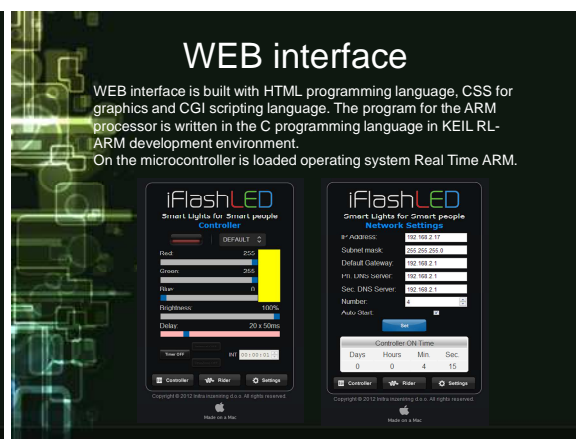 WEB interface
WEB interface is built with HTML programming language, CSS for
graphics and CGI scripting language. The program for the ARM
processor is written in the C programming language in KEIL RL-
ARM development environment.
On the microcontroller is loaded operating system Real Time ARM.
iFlashLED
Smart Lights for Smart people
Controller
DEFAULT
Red: 255
Green: 255
Blue: 0
Brightness: 100%
Delay: 20 x 50ms
Timer OFF INT 00:00:01
Controller Rider Settings
Copyright © 2012 Intra inzenring d.o.o. All rights reserved.
Made on a Mac
iFlashLED
Smart Lights for Smart people
Network Settings
IP Address: 192.168.2.17
Subnet mask: 255.255.255.0
Default Gateway: 192.168.2.1
Pri. DNS Server: 192.168.2.1
Sec. DNS Server: 192.168.2.1
Number: 4
Auto Start:
Set
Controller ON Time
Days Hours Min. Sec.
0 0 4 15
Controller Rider Settings
Copyright © 2012 Intra inzenring d.o.o. All rights reserved.
Made on a Mac